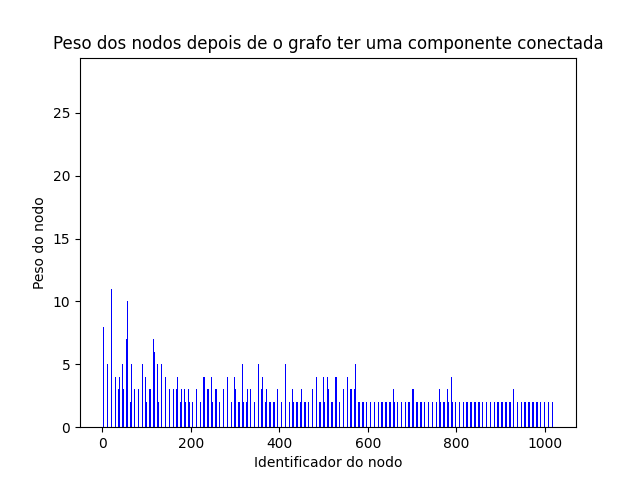 Peso dos nodos depois de o grafo ter uma componente conectada
25
20
15
10
5
0
Peso do nodo
0 200 400 600 800 1000
Identificador do nodo